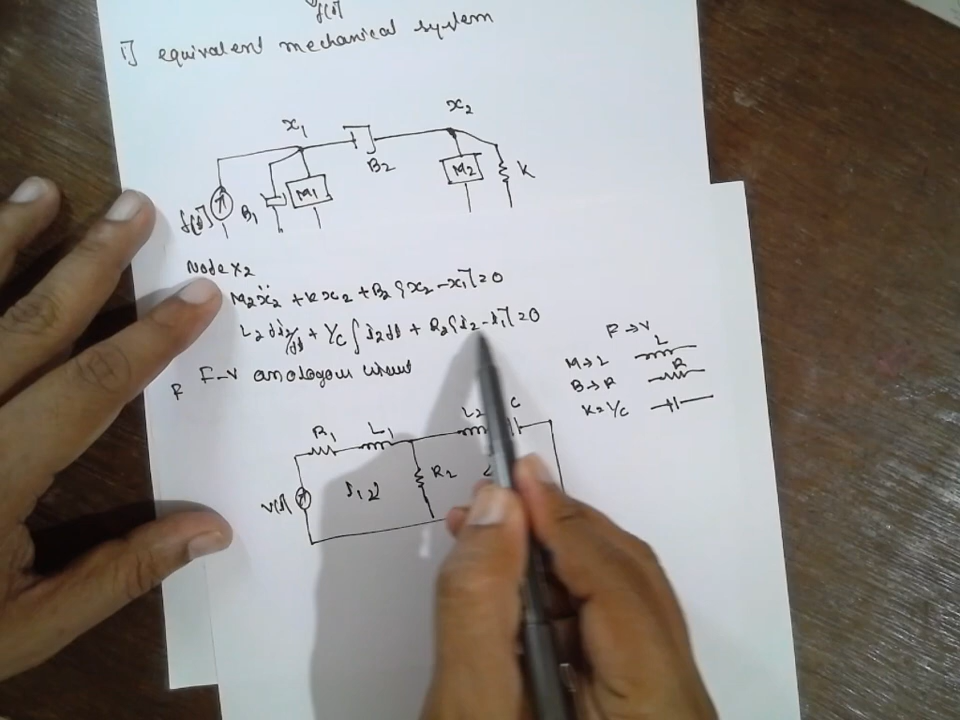 f(t)
1] equivalent mechanical system
x1
x2
B2
M1
M2
K
B1
f(t)
Node x2
M2ẍ2 + kx2 + B2{ẋ2 - ẋ1} = 0
L2 di2/dt + 1/C ∫ i2dt + R2{i2 - i1} = 0
F F-V analogous circuit
F → V
M → L
L
B → R
R
K = 1/C
R1
L1
L2
C
R2
i1
v(t)